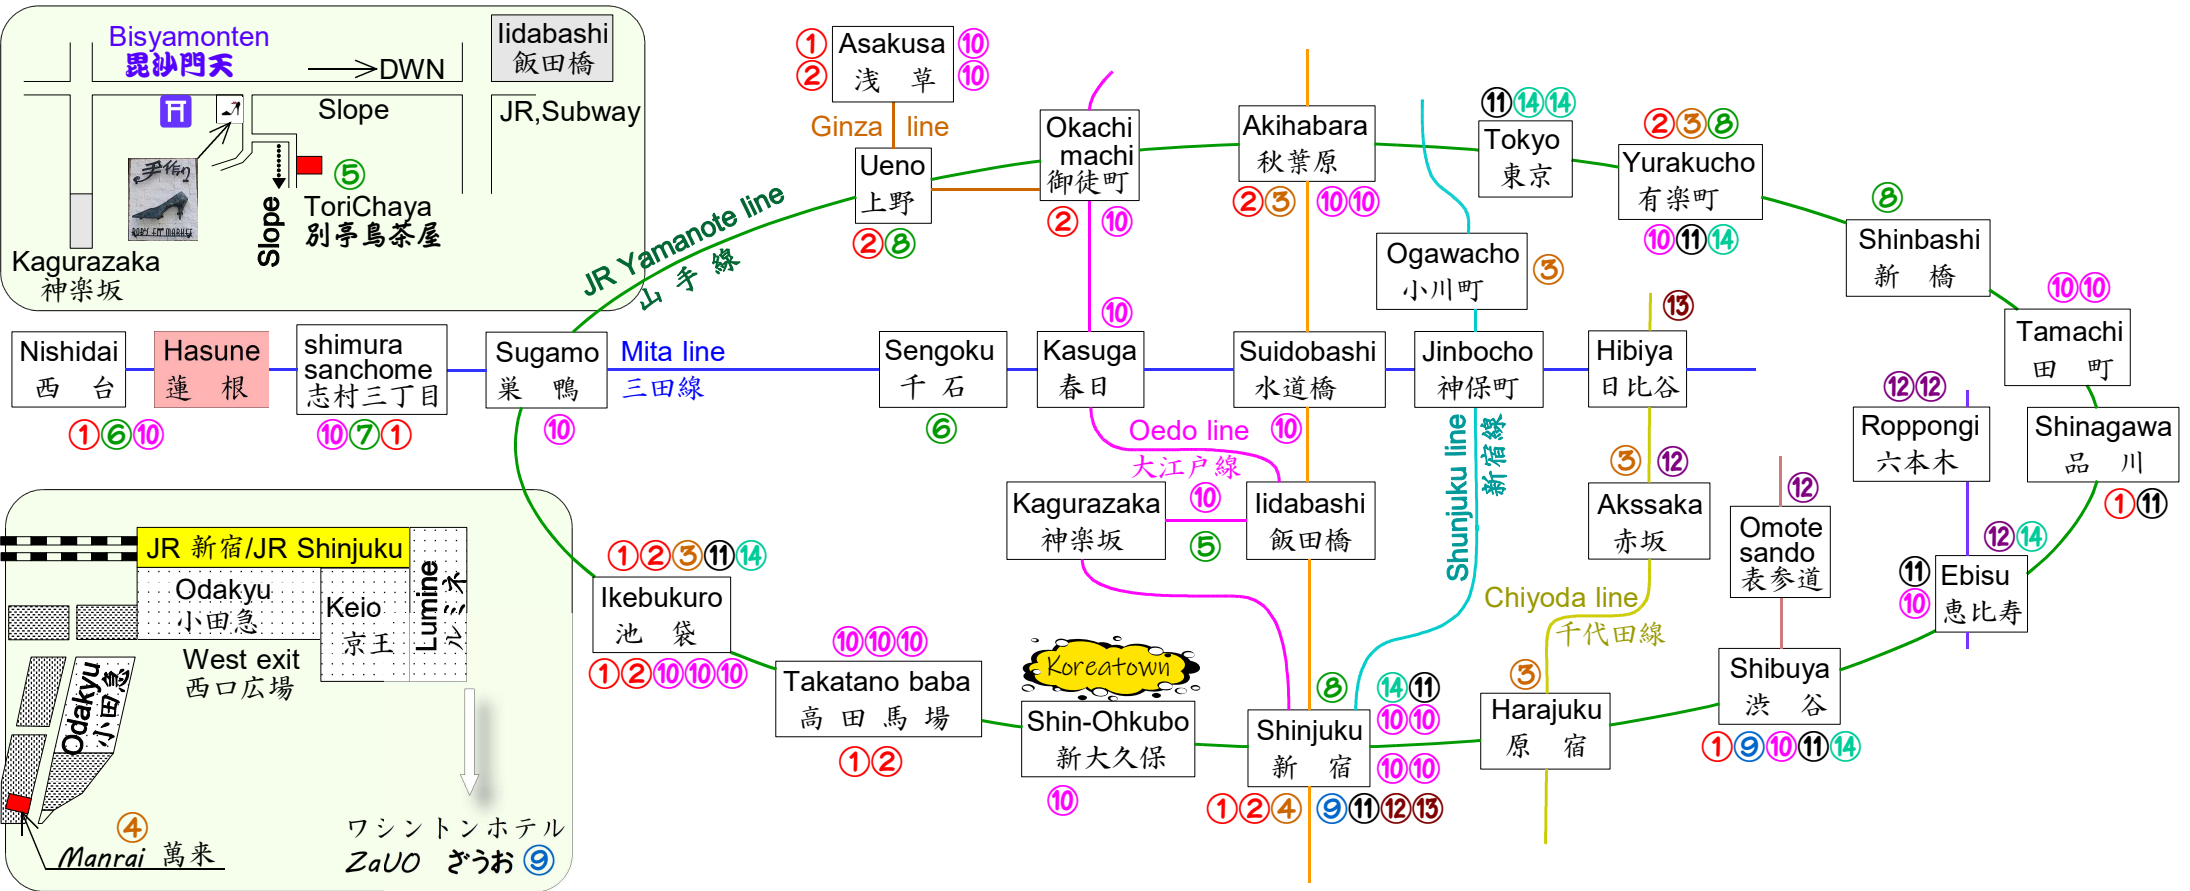 Bisyamonten
毘沙門天
DWN
Iidabashi
飯田橋
JR,Subway
Slope
手作り
Slope
⑤
ToriChaya
別亭鳥茶屋
Kagurazaka
神楽坂
JR Yamanote line
山手線
① Asakusa ⑩
② 浅 草 ⑩
Ginza line
Ueno
上野
②⑧
Okachi
machi
御徒町
② ⑩
Akihabara
秋葉原
②③ ⑩⑩
⑪⑭⑭
Tokyo
東京
②③⑧
Yurakucho
有楽町
⑩⑪⑭
⑧
Shinbashi
新 橋
⑩⑩
Tamachi
田 町
Ogawacho
小川町
③
Nishidai
西 台
①⑥⑩
Hasune
蓮 根
shimura
sanchome
志村三丁目
⑩⑦①
Sugamo
巣 鴨
⑩
Mita line
三田線
Sengoku
千 石
⑥
⑩
Kasuga
春日
Suidobashi
水道橋
⑩
Jinbocho
神保町
⑬
Hibiya
日比谷
Oedo line
大江戸線
Shunjuku line
新宿線
Kagurazaka
神楽坂
⑩
⑤
Iidabashi
飯田橋
③ ⑫
Akssaka
赤坂
Chiyoda line
千代田線
⑫
Omote
sando
表参道
⑫⑫
Roppongi
六本木
Shinagawa
品 川
①⑪
⑫⑭
⑪
⑩
Ebisu
恵比寿
JR 新宿/JR Shinjuku
Odakyu
小田急
Keio
京王
Lumine
ルミネ
West exit
西口広場
Odakyu
小田急
④
Manrai 萬来
ワシントンホテル
ZaUO ざうお ⑨
①②③⑪⑭
Ikebukuro
池 袋
①②⑩⑩⑩
⑩⑩⑩
Takatano baba
高田馬場
①②
Koreatown
Shin-Ohkubo
新大久保
⑩
⑧ ⑭⑪
⑩⑩
Shinjuku
新 宿
⑩⑩
①②④ ⑨⑪⑫⑬
③
Harajuku
原 宿
Shibuya
渋 谷
①⑨⑩⑪⑭